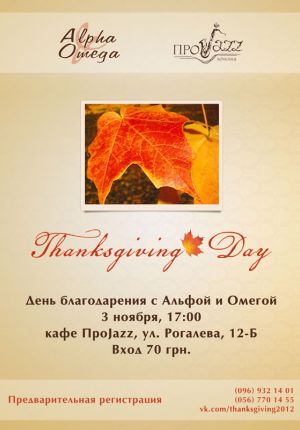 Alpha
Omega
ПРОJAZZ
Thanksgiving Day
День благодарения с Альфой и Омегой
3 ноября, 17:00
кафе ПроJazz, ул. Рогалева, 12-Б
Вход 70 грн.
Предварительная регистрация
(096) 932 14 01
(056) 770 14 55
vk.com/thanksgiving2012